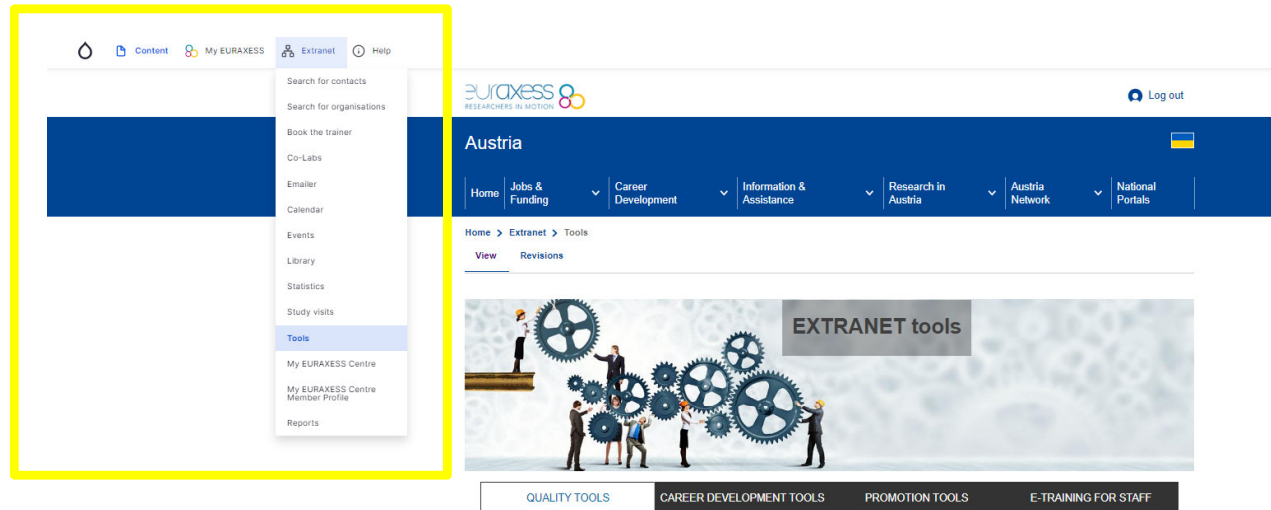 Content My EURAXESS Extranet Help
Search for contacts
Search for organisations
Book the trainer
Co-Labs
Emailer
Calendar
Events
Library
Statistics
Study visits
Tools
My EURAXESS Centre
My EURAXESS Centre
Member Profile
Reports
euraxess
RESEARCHERS IN MOTION
Log out
Austria
Home
Jobs &
Funding
Career
Development
Information &
Assistance
Research in
Austria
Austria
Network
National
Portals
Home > Extranet > Tools
View Revisions
EXTRANET tools
QUALITY TOOLS CAREER DEVELOPMENT TOOLS PROMOTION TOOLS E-TRAINING FOR STAFF